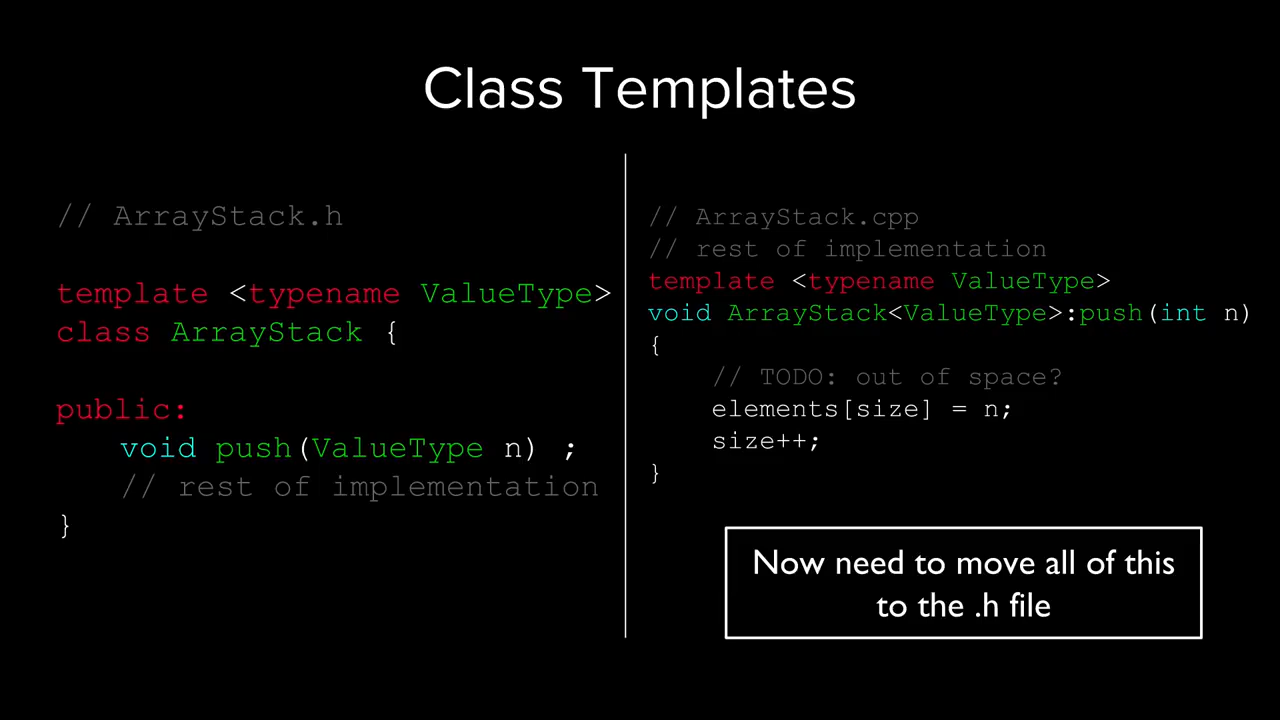 Class Templates
// ArrayStack.h
template <typename ValueType>
class ArrayStack {
public:
void push(ValueType n) ;
// rest of implementation
}
// ArrayStack.cpp
// rest of implementation
template <typename ValueType>
void ArrayStack<ValueType>:push(int n)
{
// TODO: out of space?
elements[size] = n;
size++;
}
Now need to move all of this
to the .h file